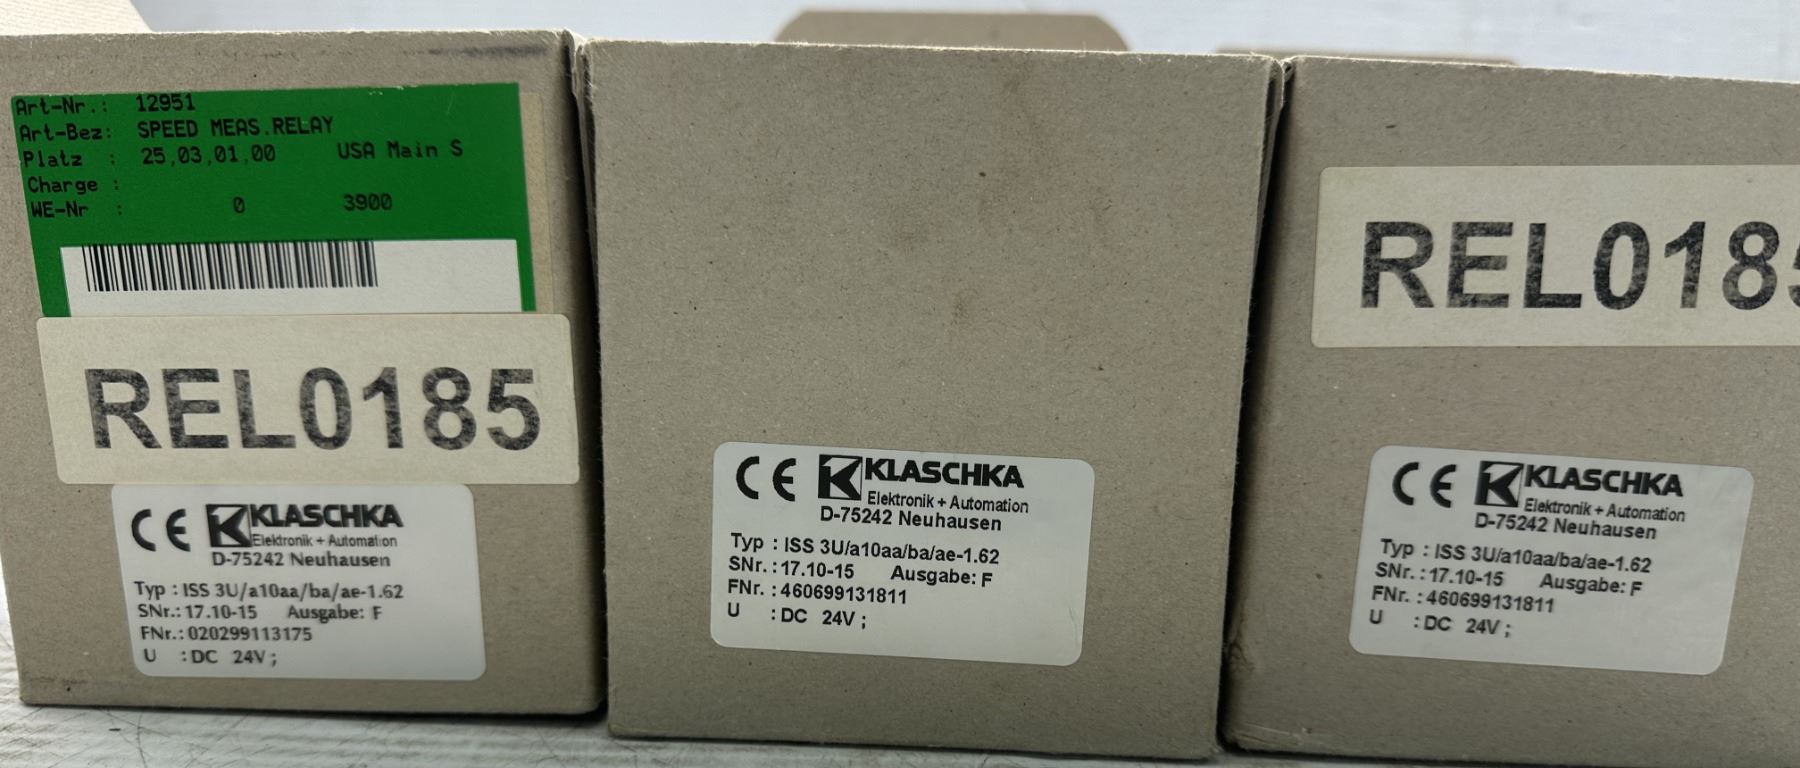 Art-Nr.: 12951
Art-Bez: SPEED MEAS.RELAY
Platz : 25,03,01,00 USA Main S
Charge :
WE-Nr : 0 3900
REL0185
CE KLASCHKA
Elektronik + Automation
D-75242 Neuhausen
Typ : ISS 3U/a10aa/ba/ae-1.62
SNr.: 17.10-15 Ausgabe: F
FNr.: 020299113175
U : DC 24V ;
CE KLASCHKA
Elektronik + Automation
D-75242 Neuhausen
Typ : ISS 3U/a10aa/ba/ae-1.62
SNr. : 17.10-15 Ausgabe: F
FNr. : 460699131811
U : DC 24V ;
REL0185
CE KLASCHKA
Elektronik + Automation
D-75242 Neuhausen
Typ : ISS 3U/a10aa/ba/ae-1.62
SNr. : 17.10-15 Ausgabe: F
FNr. : 460699131811
U : DC 24V ;